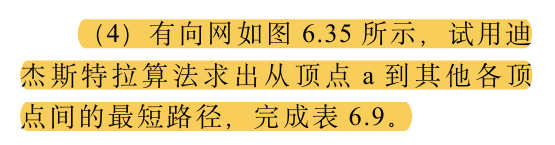 （4）有向网如图 6.35 所示，试用迪
杰斯特拉算法求出从顶点 a 到其他各顶
点间的最短路径，完成表 6.9。